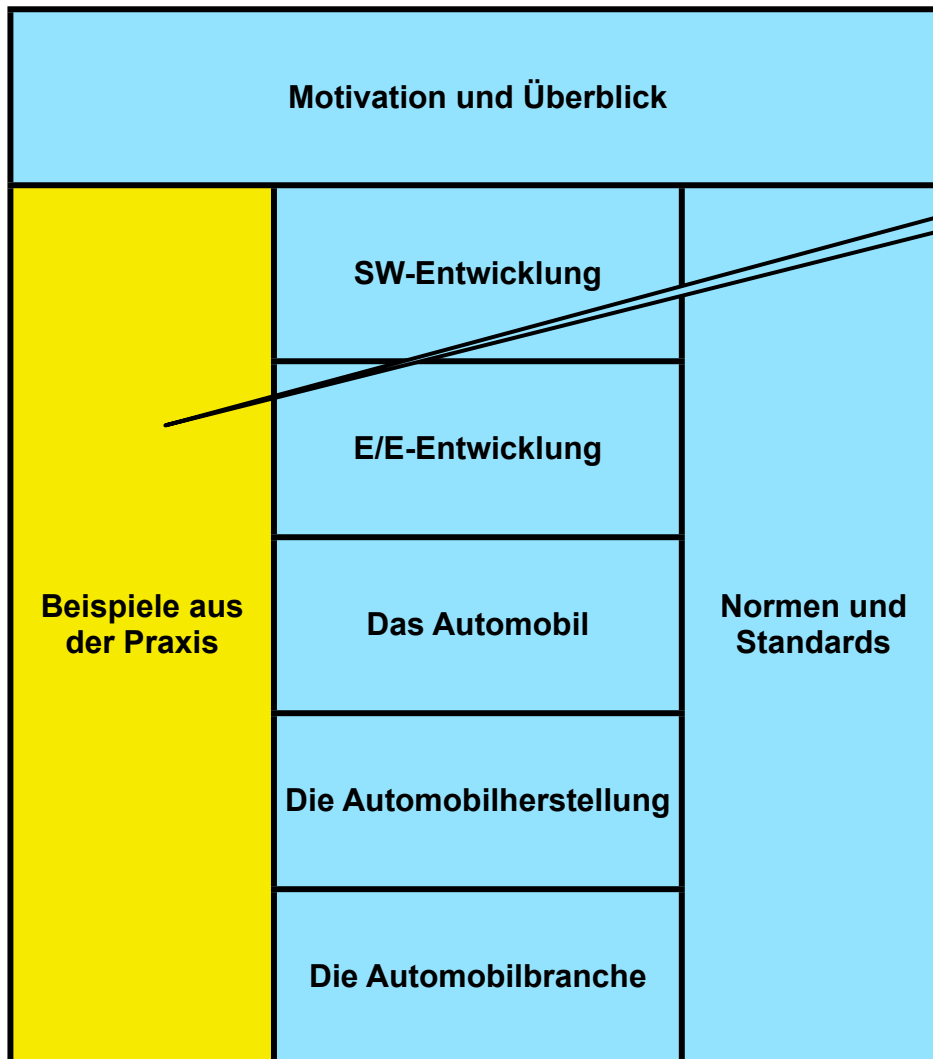 Motivation und Überblick
SW-Entwicklung
E/E-Entwicklung
Beispiele aus
der Praxis
Das Automobil
Normen und
Standards
Die Automobilherstellung
Die Automobilbranche